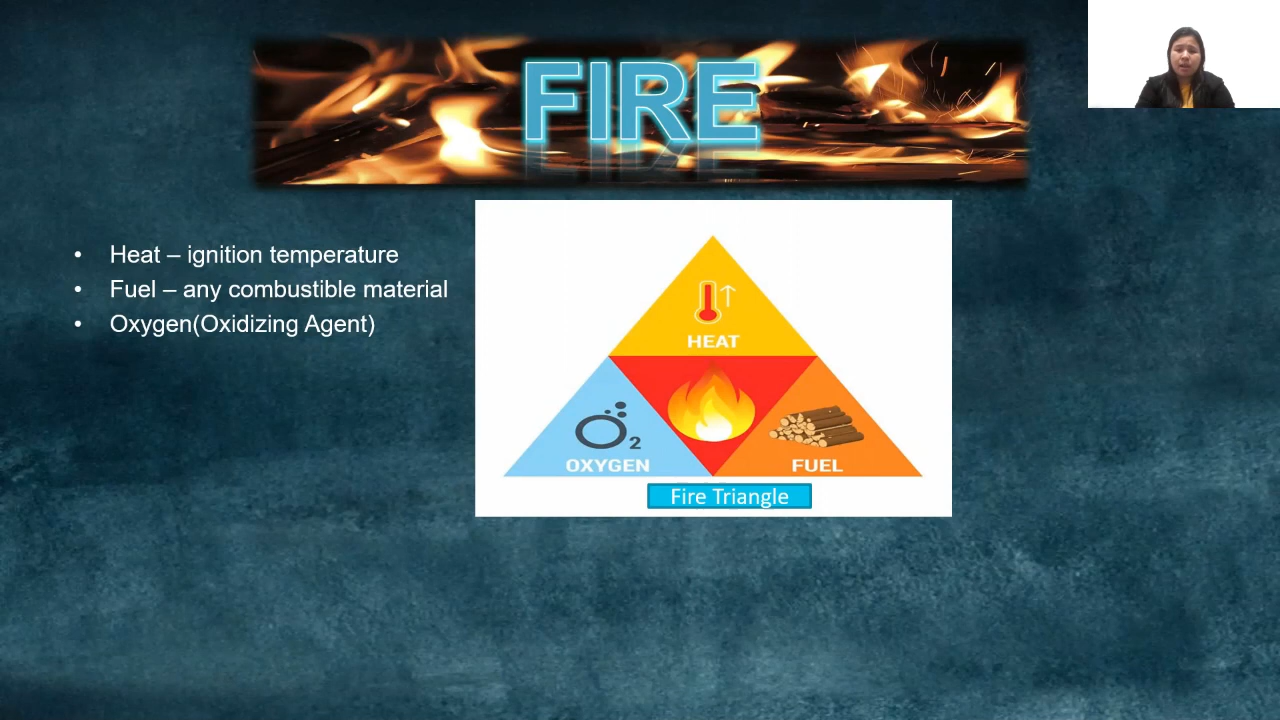 FIRE
• Heat – ignition temperature
• Fuel – any combustible material
• Oxygen(Oxidizing Agent)
HEAT
O2
OXYGEN
FUEL
Fire Triangle